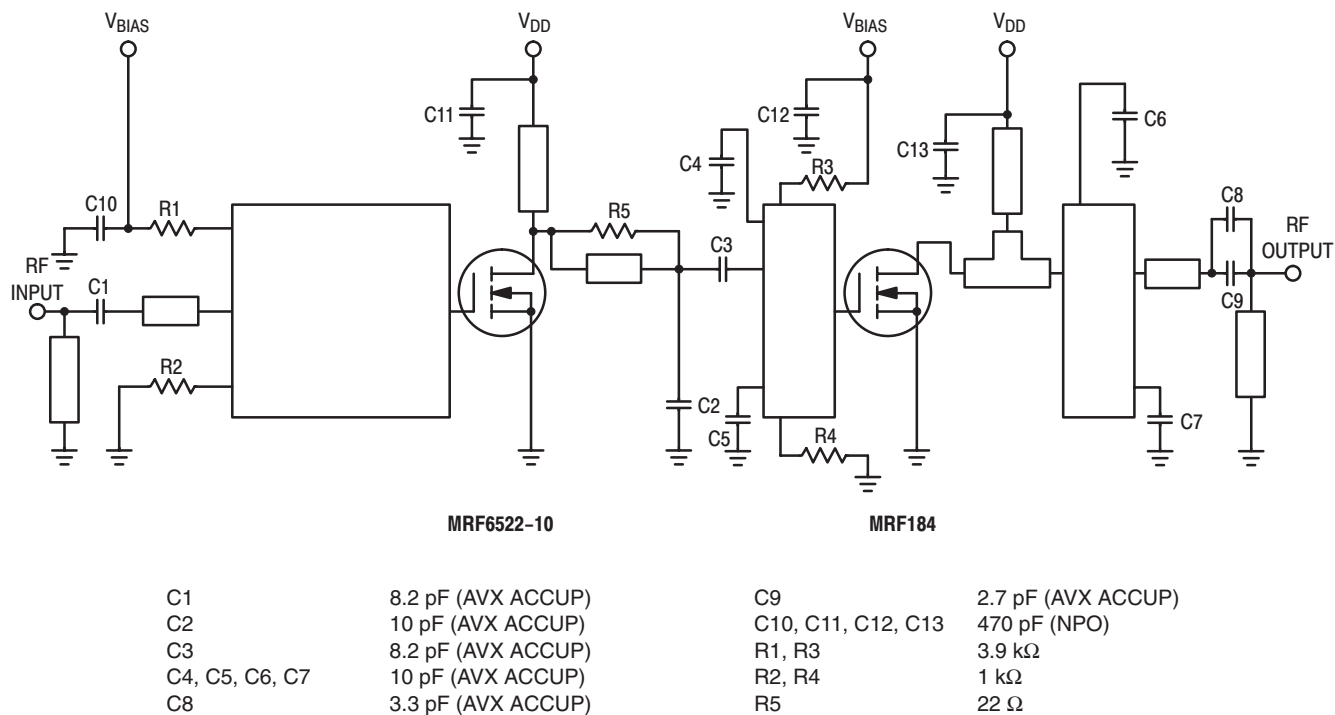 VBIAS
VDD
VBIAS
VDD
C11
C12
C6
C4
C13
R3
C10
R1
R5
C8
RF
OUTPUT
RF
INPUT
C1
C3
C9
R2
C2
C5
R4
C7
MRF6522-10
MRF184
C1 8.2 pF (AVX ACCUP) C9 2.7 pF (AVX ACCUP)
C2 10 pF (AVX ACCUP) C10, C11, C12, C13 470 pF (NPO)
C3 8.2 pF (AVX ACCUP) R1, R3 3.9 kΩ
C4, C5, C6, C7 10 pF (AVX ACCUP) R2, R4 1 kΩ
C8 3.3 pF (AVX ACCUP) R5 22 Ω